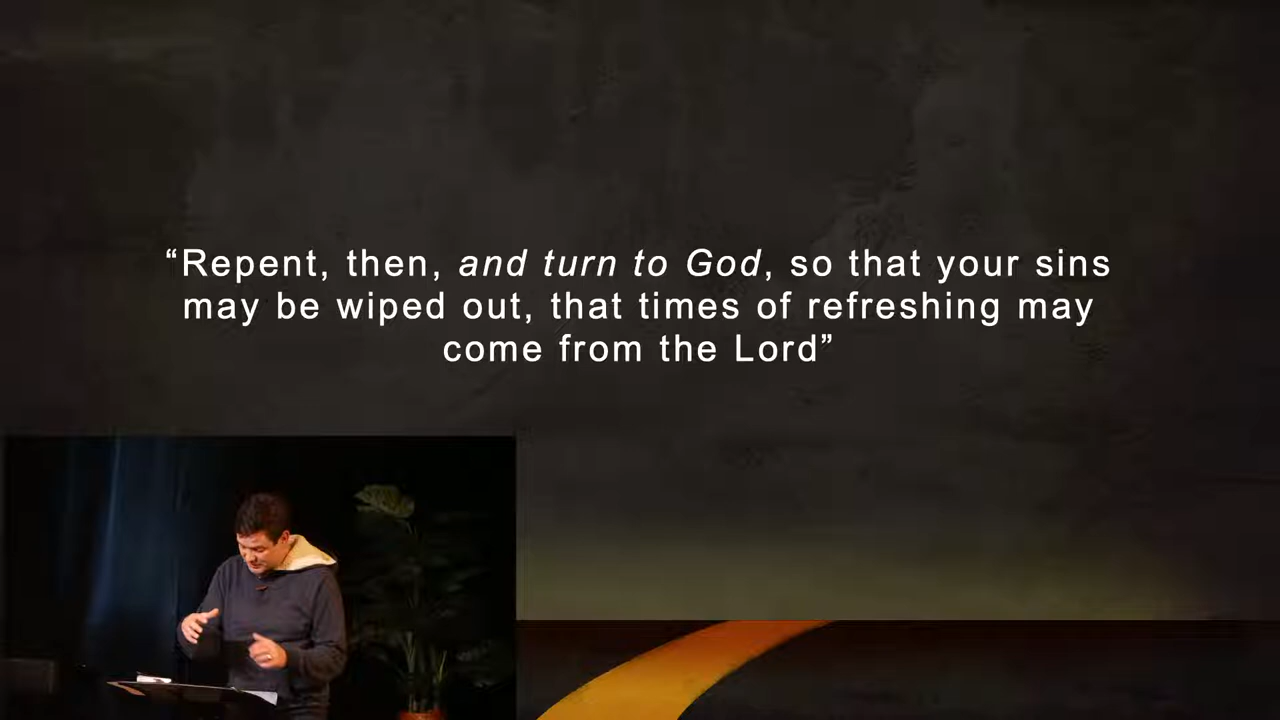 “Repent, then, and turn to God, so that your sins
may be wiped out, that times of refreshing may
come from the Lord”